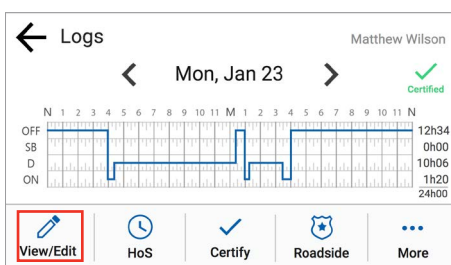 Logs
Matthew Wilson
Mon, Jan 23
Certified
N 1 2 3 4 5 6 7 8 9 10 11 M 1 2 3 4 5 6 7 8 9 10 11 N
OFF 12h34
SB 0h00
D 10h06
ON 1h20
24h00
View/Edit HoS Certify Roadside More